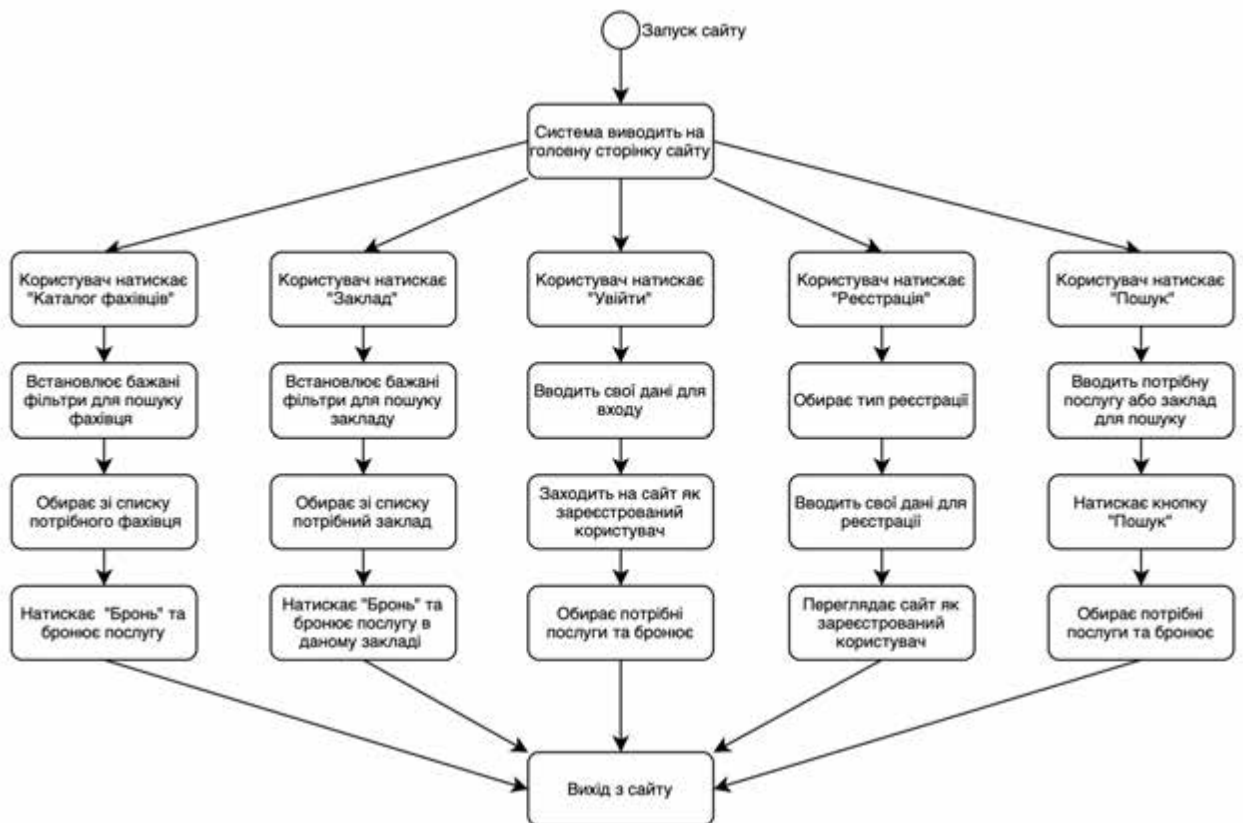 Запуск сайту
Система виводить на
головну сторінку сайту
Користувач натискає
"Каталог фахівців"
Користувач натискає
"Заклад"
Користувач натискає
"Увійти"
Користувач натискає
"Реєстрація"
Користувач натискає
"Пошук"
Встановлює бажані
фільтри для пошуку
фахівця
Встановлює бажані
фільтри для пошуку
закладу
Вводить свої дані для
входу
Обирає тип реєстрації
Вводить потрібну
послугу або заклад
для пошуку
Обирає зі списку
потрібного фахівця
Обирає зі списку
потрібний заклад
Заходить на сайт як
зареєстрований
користувач
Вводить свої дані для
реєстрації
Натискає кнопку
"Пошук"
Натискає "Бронь" та
бронює послугу
Натискає "Бронь" та
бронює послугу в
даному закладі
Обирає потрібні
послуги та бронює
Переглядає сайт як
зареєстрований
користувач
Обирає потрібні
послуги та бронює
Вихід з сайту